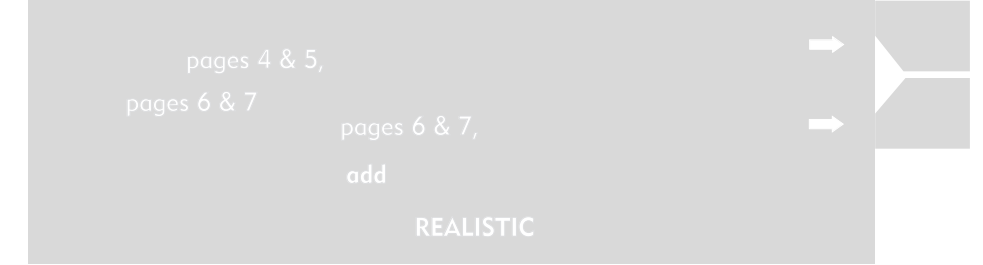 pages 4 & 5,
pages 6 & 7
pages 6 & 7,
add
REALISTIC